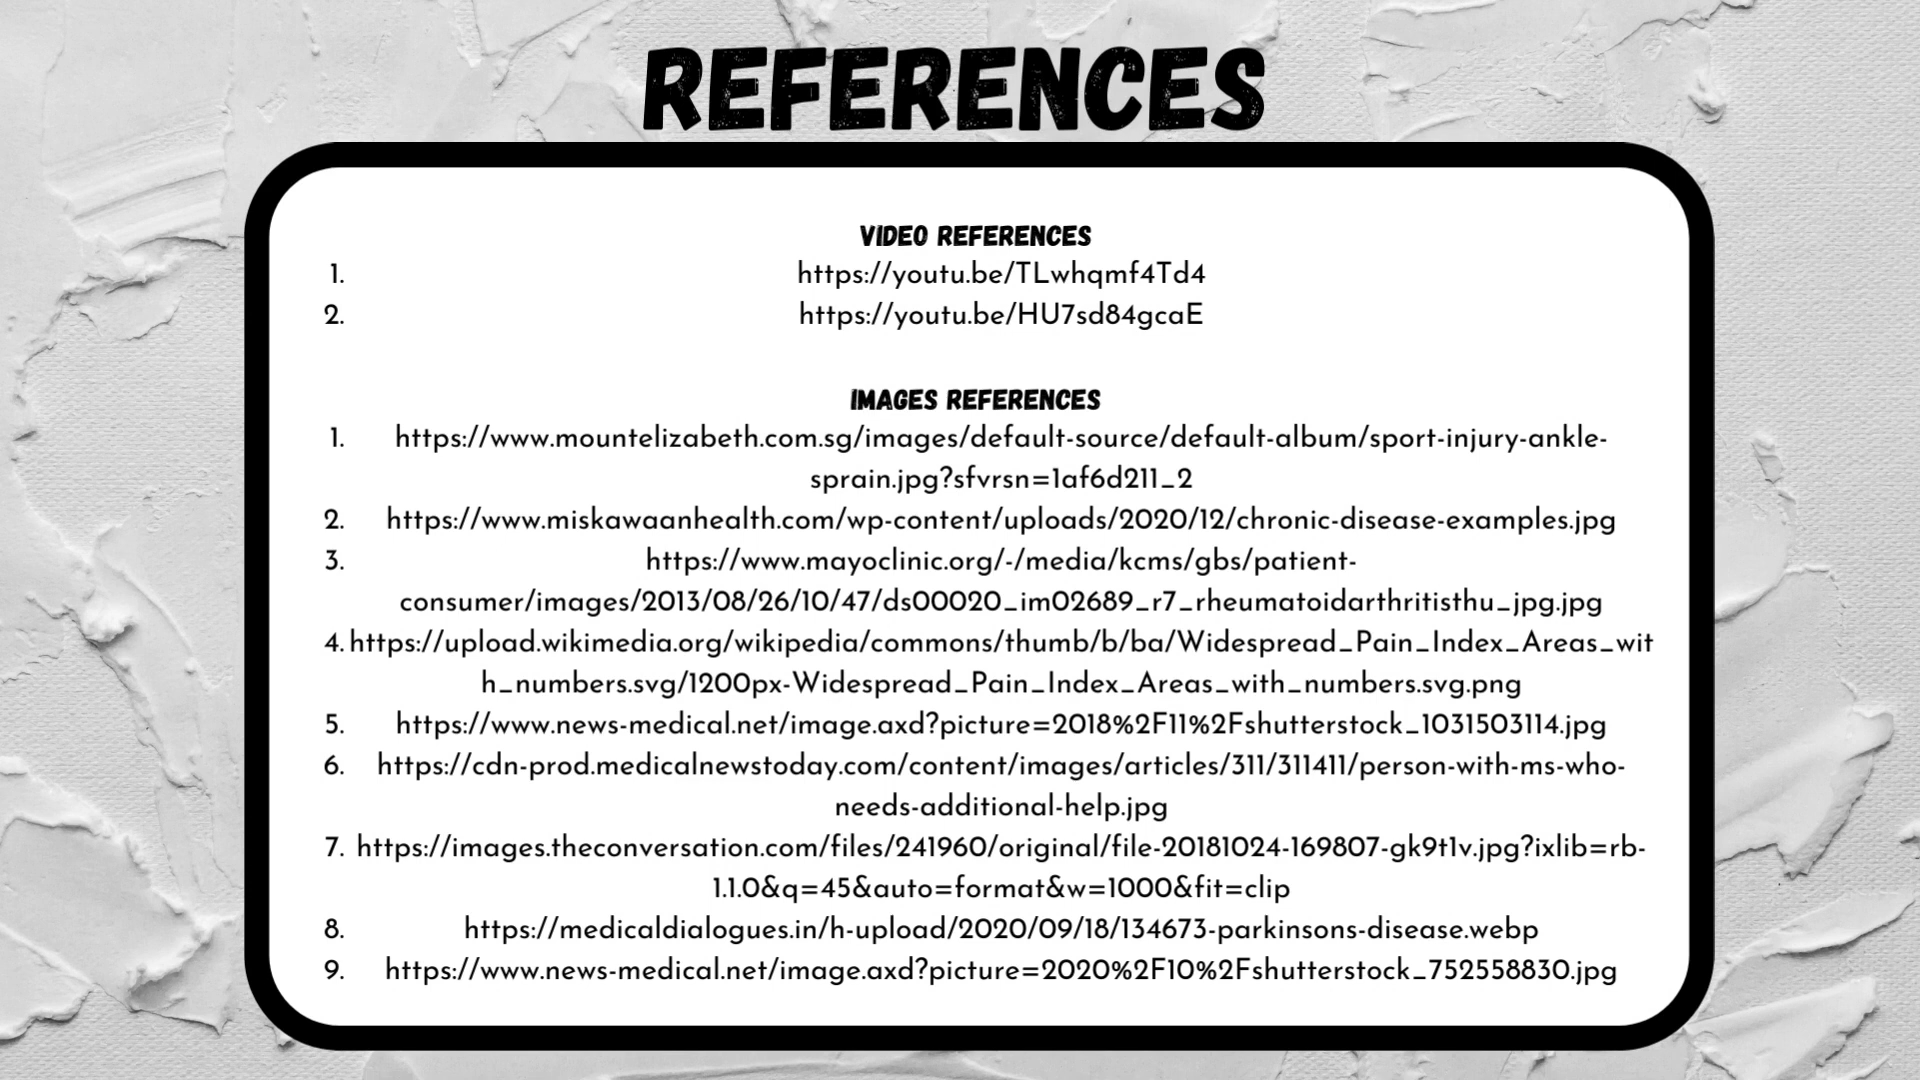 REFERENCES
VIDEO REFERENCES
1. https://youtu.be/TLwhqmf4Td4
2. https://youtu.be/HU7sd84gcaE
IMAGES REFERENCES
1. https://www.mountelizabeth.com.sg/images/default-source/default-album/sport-injury-ankle-
sprain.jpg?sfvrsn=1af6d211_2
2. https://www.miskawaanhealth.com/wp-content/uploads/2020/12/chronic-disease-examples.jpg
3. https://www.mayoclinic.org/-/media/kcms/gbs/patient-
consumer/images/2013/08/26/10/47/ds00020_im02689_r7_rheumatoidarthritisthu_jpg.jpg
4. https://upload.wikimedia.org/wikipedia/commons/thumb/b/ba/Widespread_Pain_Index_Areas_wit
h_numbers.svg/1200px-Widespread_Pain_Index_Areas_with_numbers.svg.png
5. https://www.news-medical.net/image.axd?picture=2018%2F11%2Fshutterstock_1031503114.jpg
6. https://cdn-prod.medicalnewstoday.com/content/images/articles/311/311411/person-with-ms-who-
needs-additional-help.jpg
7. https://images.theconversation.com/files/241960/original/file-20181024-169807-gk9t1v.jpg?ixlib=rb-
1.1.0&q=45&auto=format&w=1000&fit=clip
8. https://medicaldialogues.in/h-upload/2020/09/18/134673-parkinsons-disease.webp
9. https://www.news-medical.net/image.axd?picture=2020%2F10%2Fshutterstock_752558830.jpg